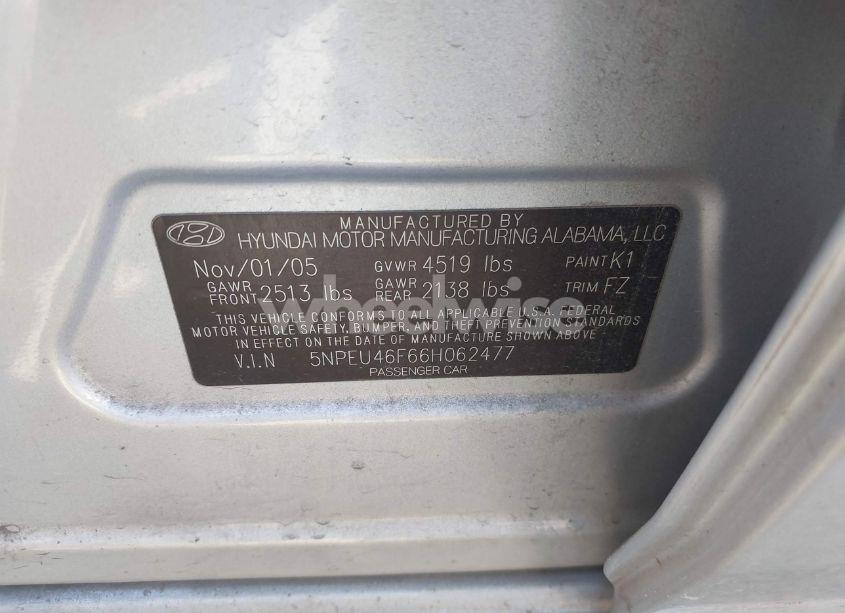 MANUFACTURED BY
HYUNDAI MOTOR MANUFACTURING ALABAMA, LLC
Nov/01/05 GVWR 4519 lbs PAINT K1
GAWR FRONT 2513 lbs GAWR REAR 2138 lbs TRIM FZ
THIS VEHICLE CONFORMS TO ALL APPLICABLE U.S.A. FEDERAL
MOTOR VEHICLE SAFETY, BUMPER, AND THEFT PREVENTION STANDARDS
IN EFFECT ON THE DATE OF MANUFACTURE SHOWN ABOVE
V.I.N 5NPEU46F66H062477
PASSENGER CAR
wheelwise